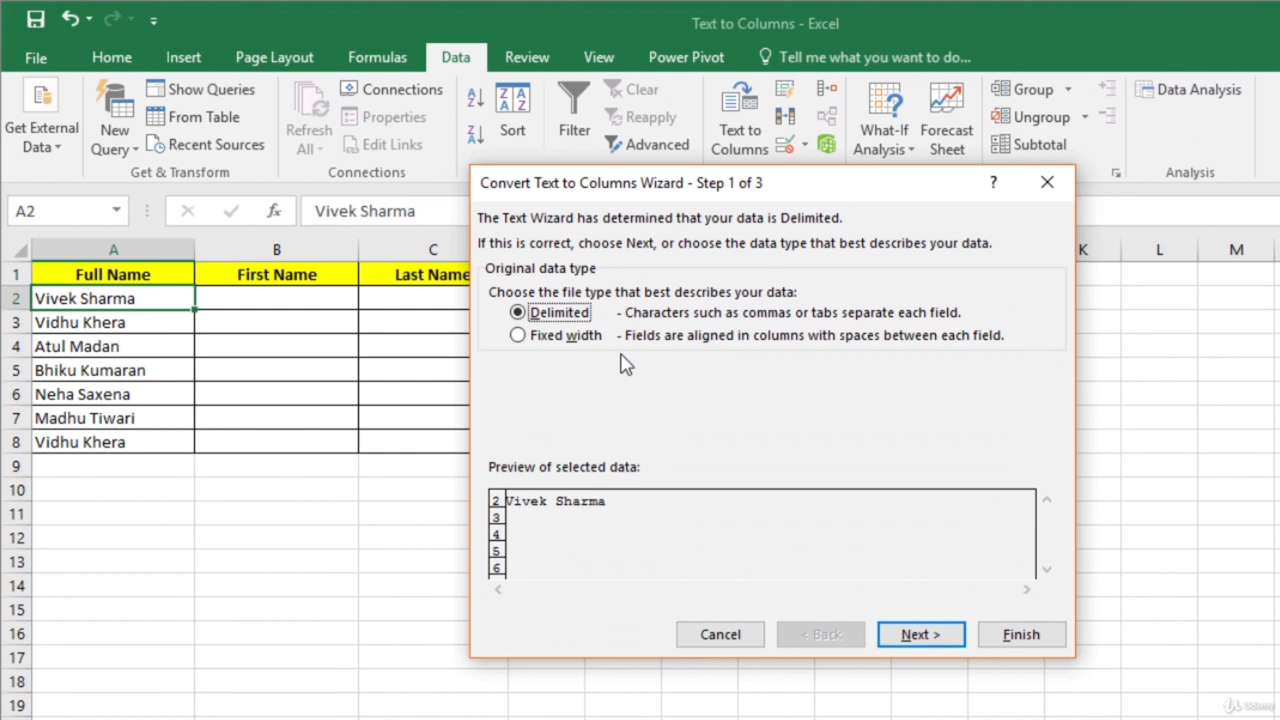 Text to Columns - Excel
File Home Insert Page Layout Formulas Data Review View Power Pivot Tell me what you want to do...
Get External Data
New Query
Show Queries
From Table
Recent Sources
Get & Transform
Refresh All
Connections
Properties
Edit Links
Connections
Sort
Filter
Clear
Reapply
Advanced
Text to Columns
What-If Analysis
Forecast Sheet
Group
Ungroup
Subtotal
Data Analysis
Analysis
A2
fx
Vivek Sharma
A B C K L M
1 Full Name First Name Last Name
2 Vivek Sharma
3 Vidhu Khera
4 Atul Madan
5 Bhiku Kumaran
6 Neha Saxena
7 Madhu Tiwari
8 Vidhu Khera
9
10
11
12
13
14
15
16
17
18
19
Convert Text to Columns Wizard - Step 1 of 3 ?
The Text Wizard has determined that your data is Delimited.
If this is correct, choose Next, or choose the data type that best describes your data.
Original data type
Choose the file type that best describes your data:
Delimited - Characters such as commas or tabs separate each field.
Fixed width - Fields are aligned in columns with spaces between each field.
Preview of selected data:
2 Vivek Sharma
3
4
5
6
Cancel < Back Next > Finish
Udemy